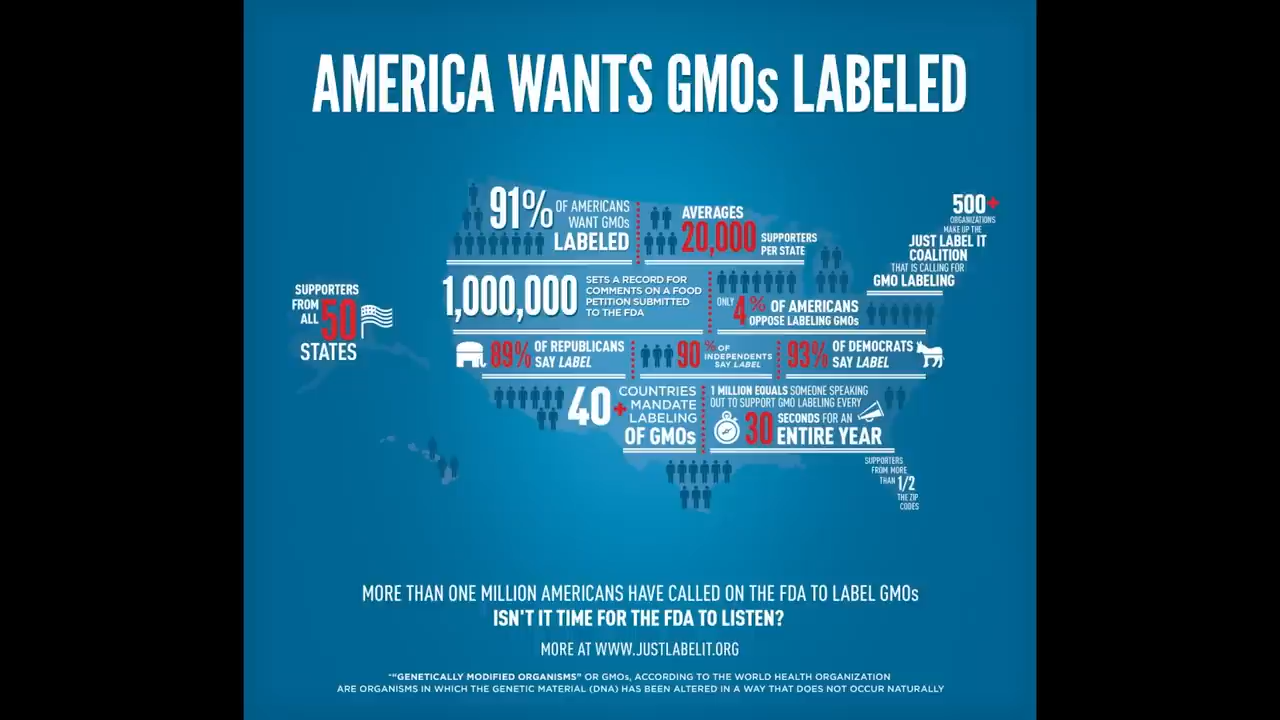 AMERICA WANTS GMOs LABELED
91% OF AMERICANS
WANT GMOs
LABELED
AVERAGES
20,000 SUPPORTERS
PER STATE
500+
ORGANIZATIONS
MAKE UP THE
JUST LABEL IT
COALITION
THAT IS CALLING FOR
GMO LABELING
SUPPORTERS
FROM
ALL 50
STATES
1,000,000 SETS A RECORD FOR
COMMENTS ON A FOOD
PETITION SUBMITTED
TO THE FDA
ONLY 4% OF AMERICANS
OPPOSE LABELING GMOs
89% OF REPUBLICANS
SAY LABEL
90% OF
INDEPENDENTS
SAY LABEL
93% OF DEMOCRATS
SAY LABEL
40+ COUNTRIES
MANDATE
LABELING
OF GMOs
1 MILLION EQUALS SOMEONE SPEAKING
OUT TO SUPPORT GMO LABELING EVERY
30 SECONDS FOR AN
ENTIRE YEAR
SUPPORTERS
FROM MORE
THAN 1/2
THE ZIP
CODES
MORE THAN ONE MILLION AMERICANS HAVE CALLED ON THE FDA TO LABEL GMOs
ISN'T IT TIME FOR THE FDA TO LISTEN?
MORE AT WWW.JUSTLABELIT.ORG
*"GENETICALLY MODIFIED ORGANISMS" OR GMOs, ACCORDING TO THE WORLD HEALTH ORGANIZATION
ARE ORGANISMS IN WHICH THE GENETIC MATERIAL (DNA) HAS BEEN ALTERED IN A WAY THAT DOES NOT OCCUR NATURALLY